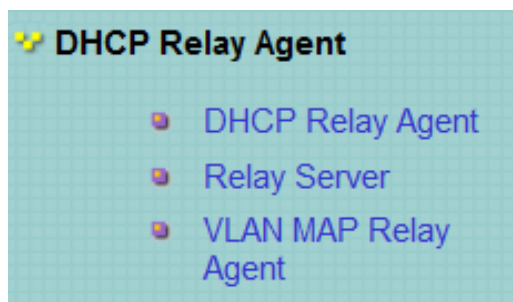 DHCP Relay Agent
DHCP Relay Agent
Relay Server
VLAN MAP Relay
Agent